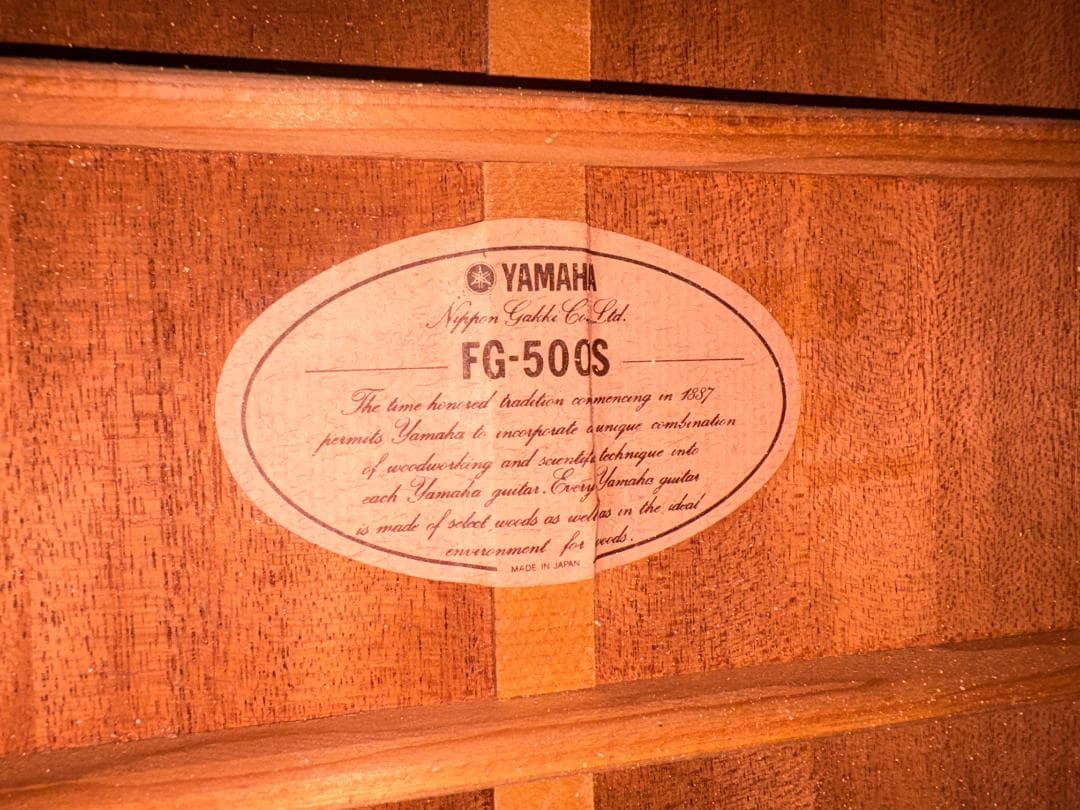 YAMAHA
Nippon Gakki Co. Ltd.
FG-500S
The time honored tradition commencing in 1887
permits Yamaha to incorporate a unique combination
of woodworking and scientific technique into
each Yamaha guitar. Every Yamaha guitar
is made of select woods as well as in the ideal
environment for woods.
MADE IN JAPAN